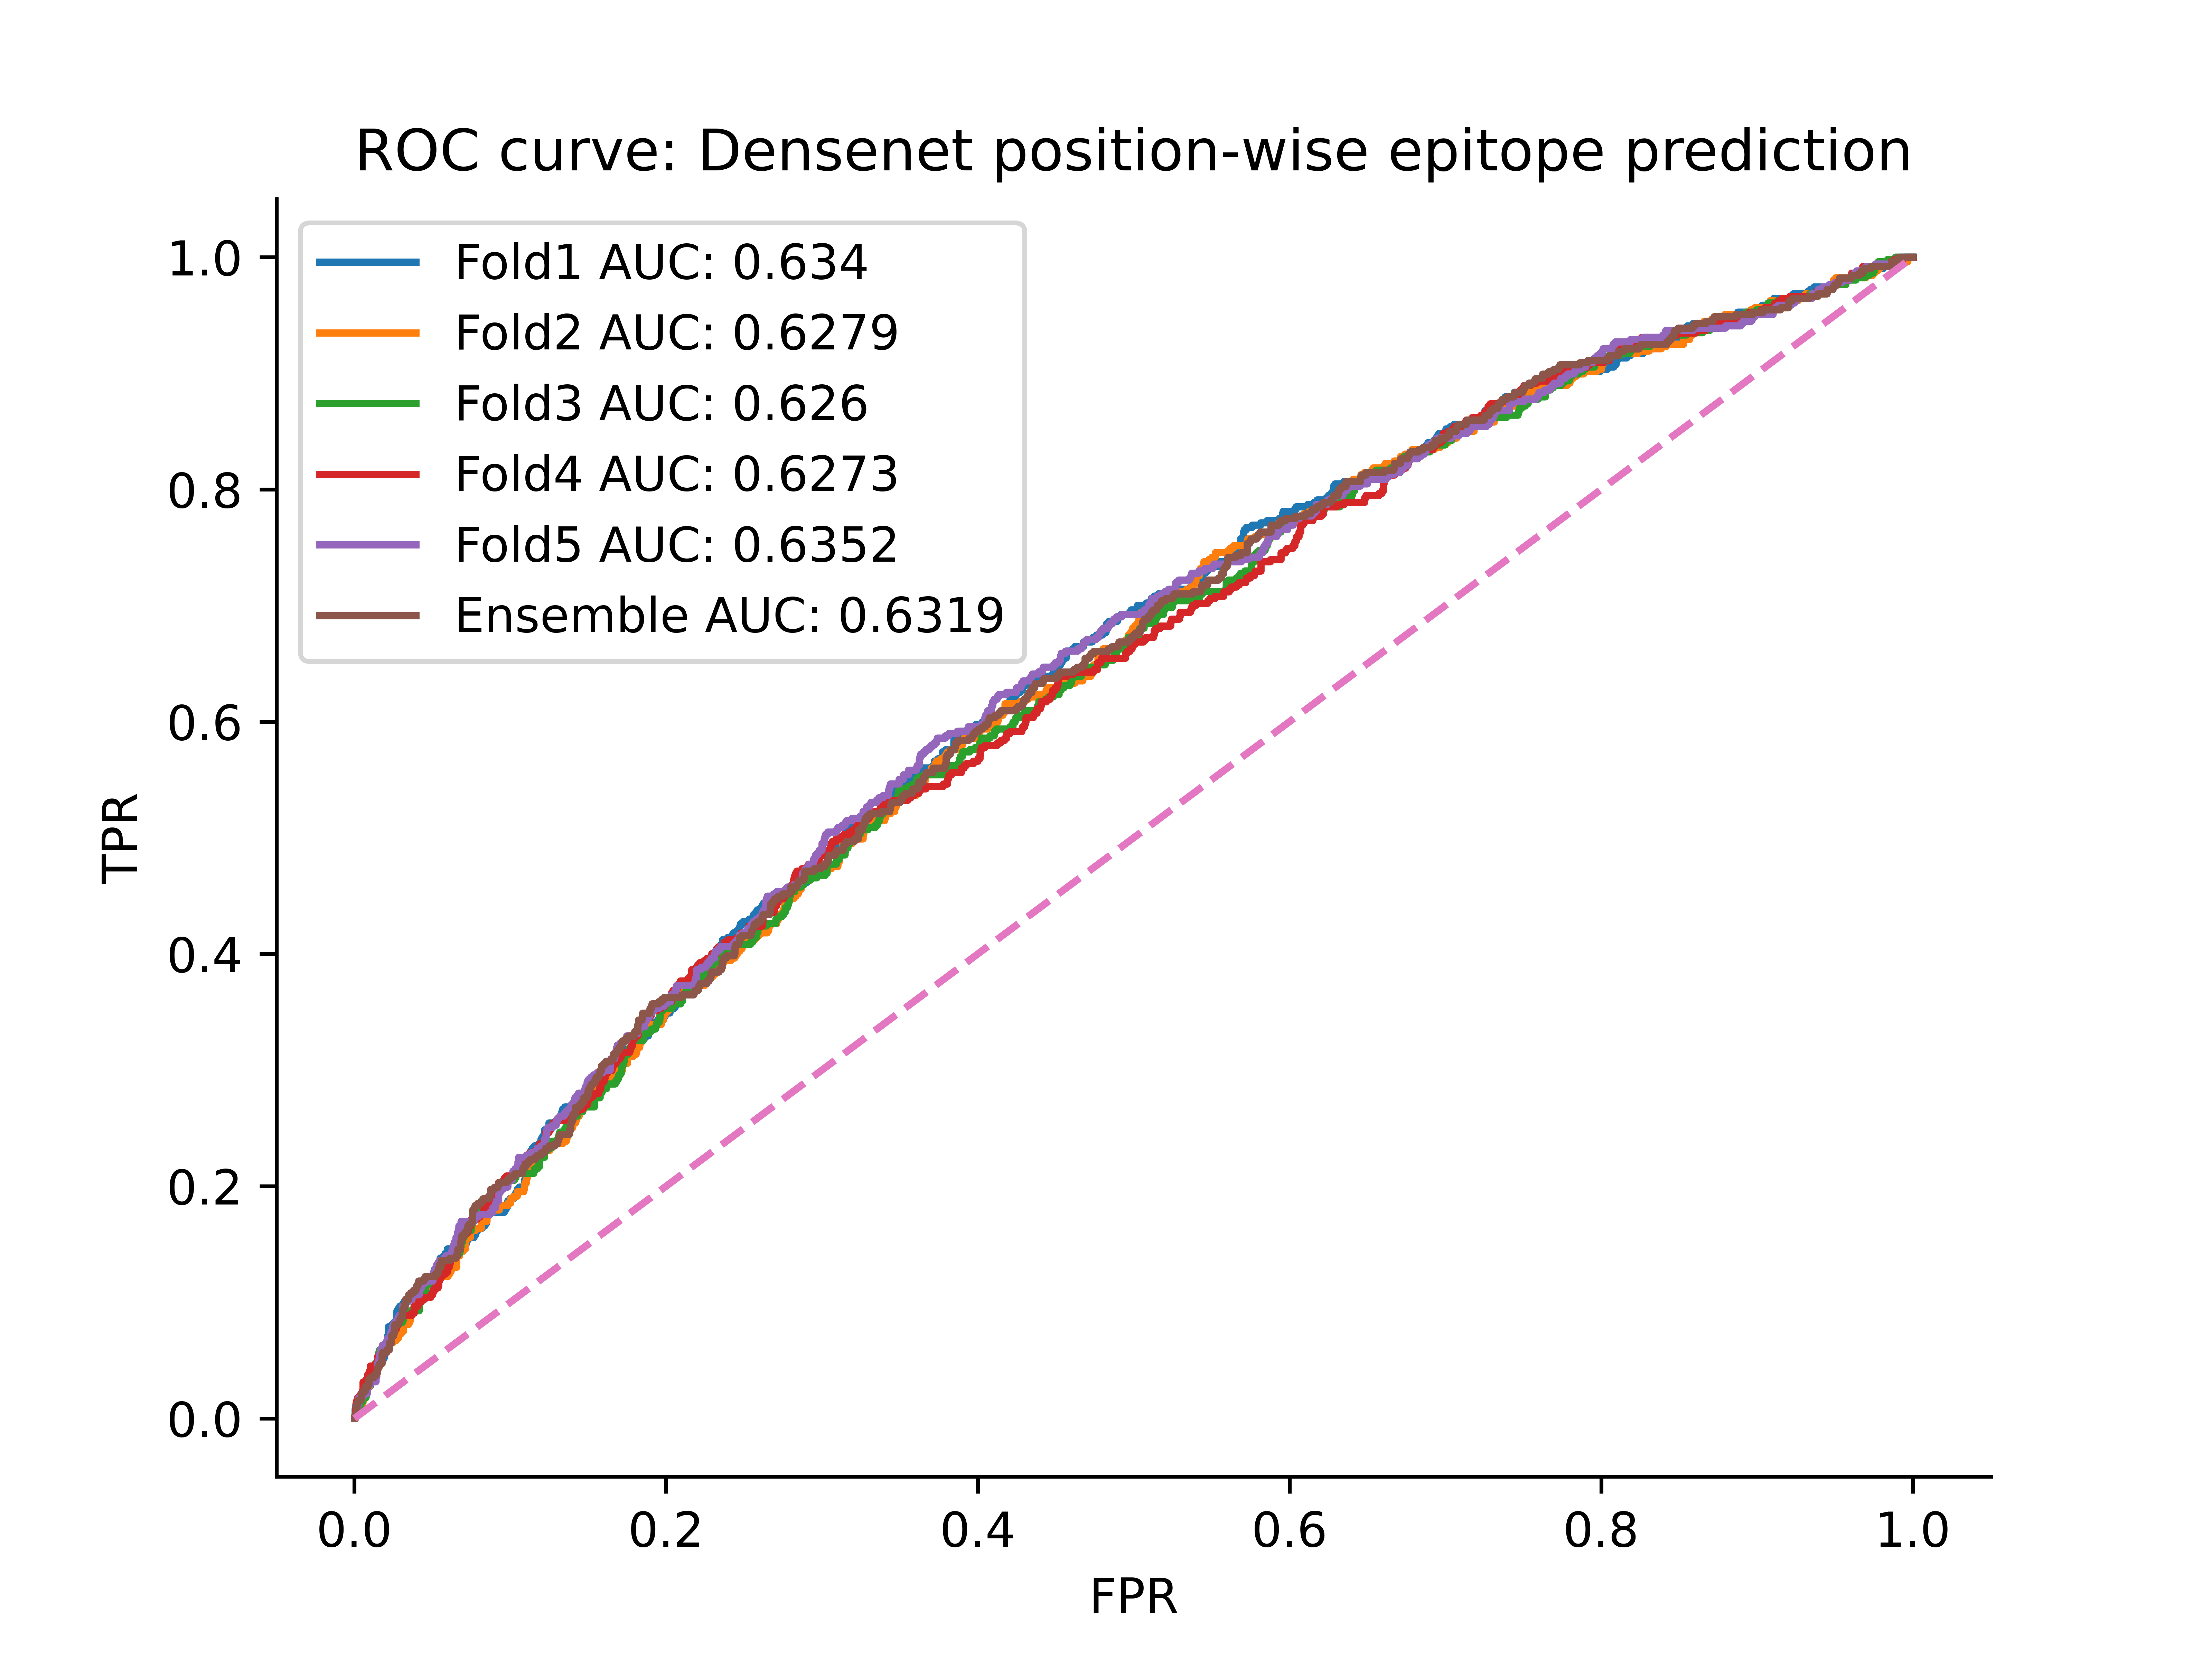 ROC curve: Densenet position-wise epitope prediction
Fold1 AUC: 0.634
Fold2 AUC: 0.6279
Fold3 AUC: 0.626
Fold4 AUC: 0.6273
Fold5 AUC: 0.6352
Ensemble AUC: 0.6319
TPR
1.0
0.8
0.6
0.4
0.2
0.0
0.0 0.2 0.4 0.6 0.8 1.0
FPR